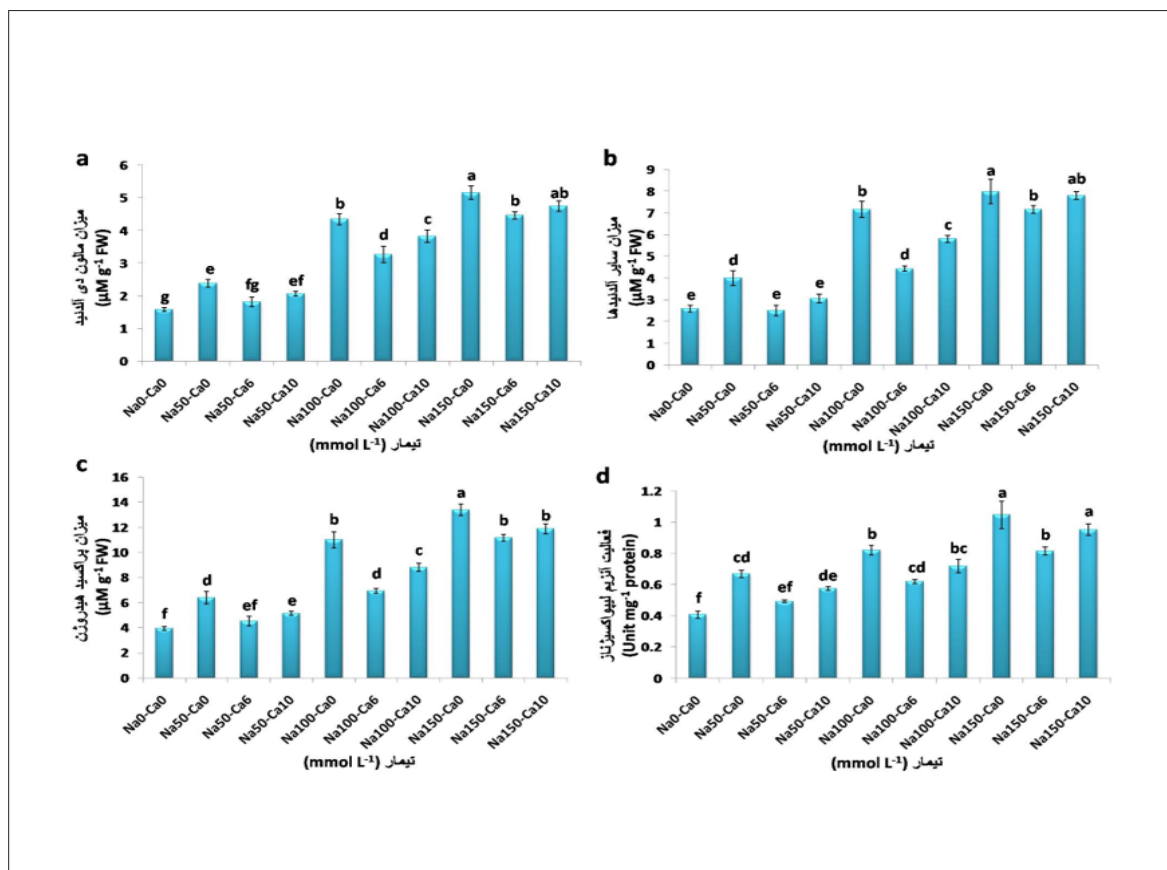 a
میزان مالون دی آلدئید
(µM g⁻¹ FW)
6
5
4
3
2
1
0
g
e
fg
ef
b
d
c
a
b
ab
Na0-Ca0
Na50-Ca0
Na50-Ca6
Na50-Ca10
Na100-Ca0
Na100-Ca6
Na100-Ca10
Na150-Ca0
Na150-Ca6
Na150-Ca10
تیمار (mmol L⁻¹)
b
میزان سایر آلدئیدها
(µM g⁻¹ FW)
9
8
7
6
5
4
3
2
1
0
e
d
e
e
b
d
c
a
b
ab
Na0-Ca0
Na50-Ca0
Na50-Ca6
Na50-Ca10
Na100-Ca0
Na100-Ca6
Na100-Ca10
Na150-Ca0
Na150-Ca6
Na150-Ca10
تیمار (mmol L⁻¹)
c
میزان پراکسید هیدروژن
(µM g⁻¹ FW)
16
14
12
10
8
6
4
2
0
f
d
ef
e
b
d
c
a
b
b
Na0-Ca0
Na50-Ca0
Na50-Ca6
Na50-Ca10
Na100-Ca0
Na100-Ca6
Na100-Ca10
Na150-Ca0
Na150-Ca6
Na150-Ca10
تیمار (mmol L⁻¹)
d
فعالیت آنزیم لیپواکسیژناز
(Unit mg⁻¹ protein)
1.2
1
0.8
0.6
0.4
0.2
0
f
cd
ef
de
b
cd
bc
a
b
a
Na0-Ca0
Na50-Ca0
Na50-Ca6
Na50-Ca10
Na100-Ca0
Na100-Ca6
Na100-Ca10
Na150-Ca0
Na150-Ca6
Na150-Ca10
تیمار (mmol L⁻¹)